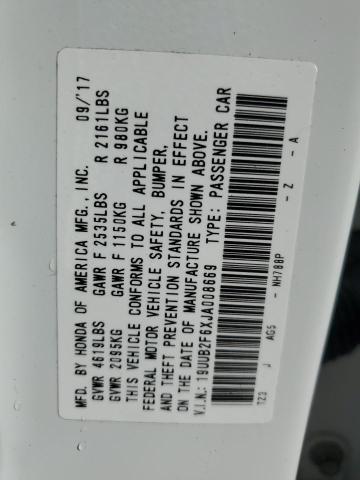 MFD. BY HONDA OF AMERICA MFG., INC. 09/'17
GVWR 4619LBS GAWR F 2535LBS R 2161LBS
GVWR 2095KG GAWR F 1150KG R 980KG
THIS VEHICLE CONFORMS TO ALL APPLICABLE
FEDERAL MOTOR VEHICLE SAFETY, BUMPER,
AND THEFT PREVENTION STANDARDS IN EFFECT
ON THE DATE OF MANUFACTURE SHOWN ABOVE.
V.I.N.: 19UUB2F6XJA008669 TYPE: PASSENGER CAR
TZ3 J AG5 - NH788P - Z - A